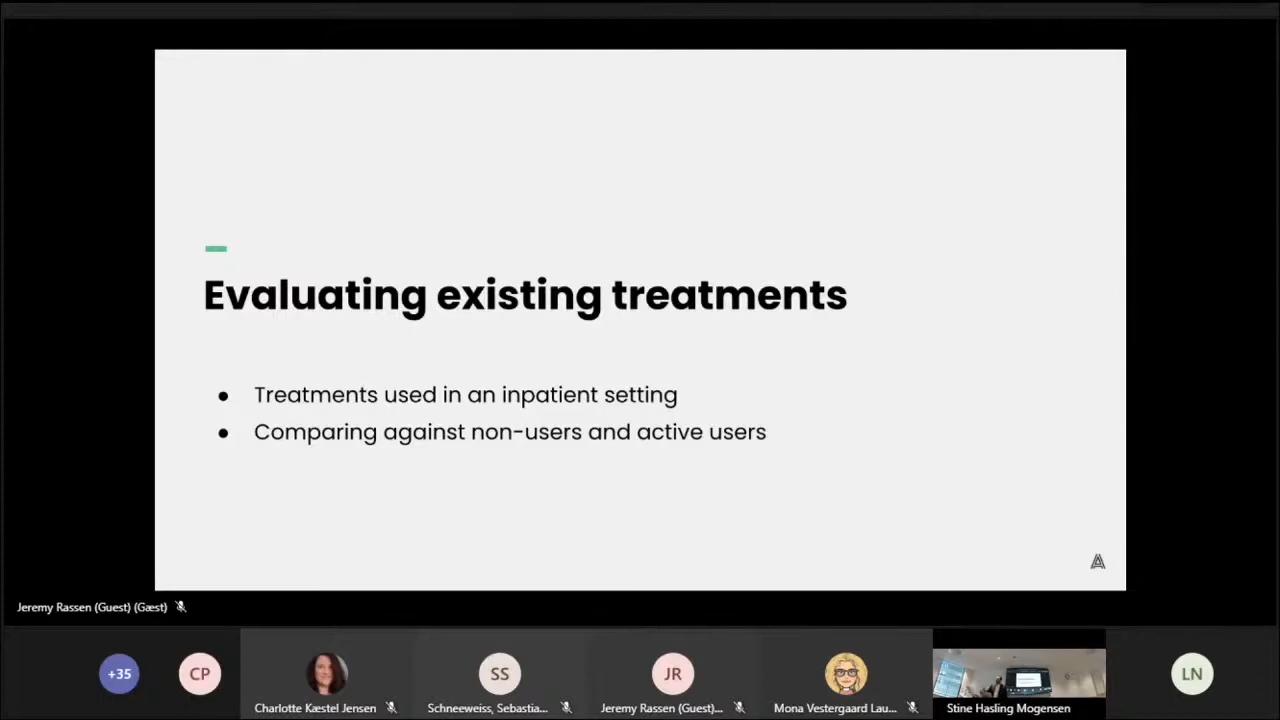 Evaluating existing treatments
● Treatments used in an inpatient setting
● Comparing against non-users and active users
Jeremy Rassen (Guest) (Gæst)
+35
CP
Charlotte Kæstel Jensen
SS
Schneeweiss, Sebastia...
JR
Jeremy Rassen (Guest)...
Mona Vestergaard Lau...
Stine Hasling Mogensen
LN